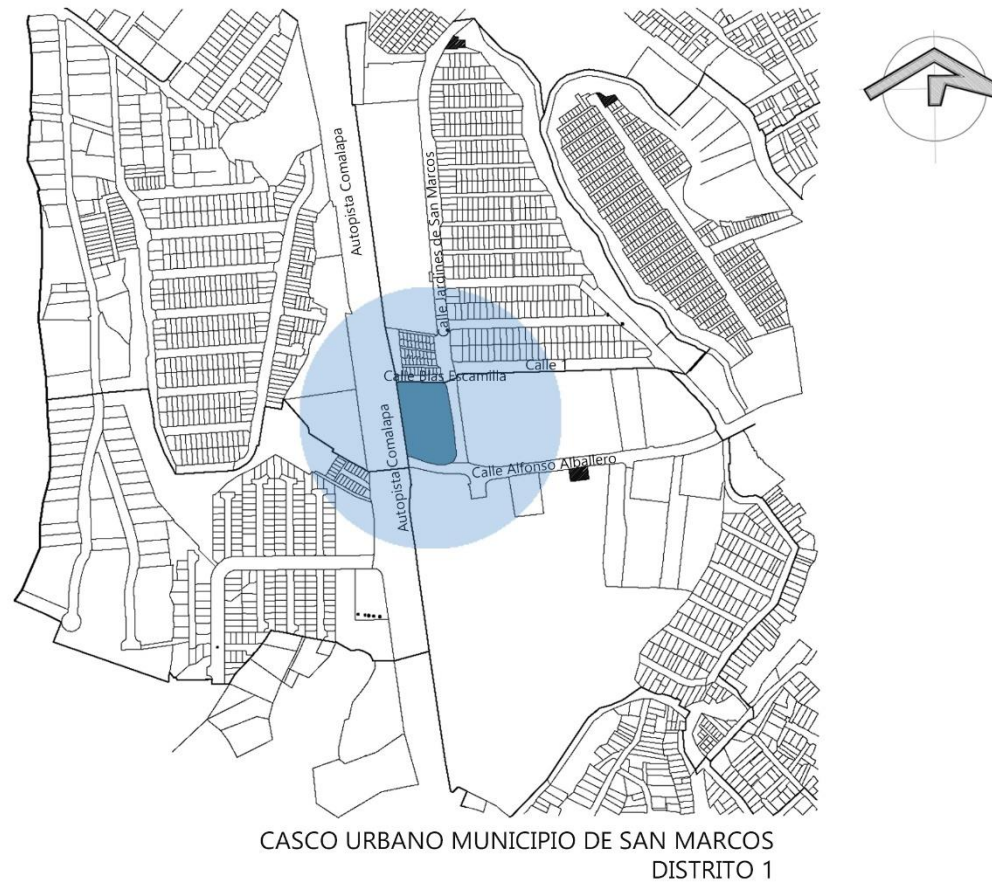 Autopista Comalapa
Calle Jardines de San Marcos
Calle 1
Calle Blas Escamilla
Autopista Comalapa
Calle Alfonso Alballero
CASCO URBANO MUNICIPIO DE SAN MARCOS
DISTRITO 1